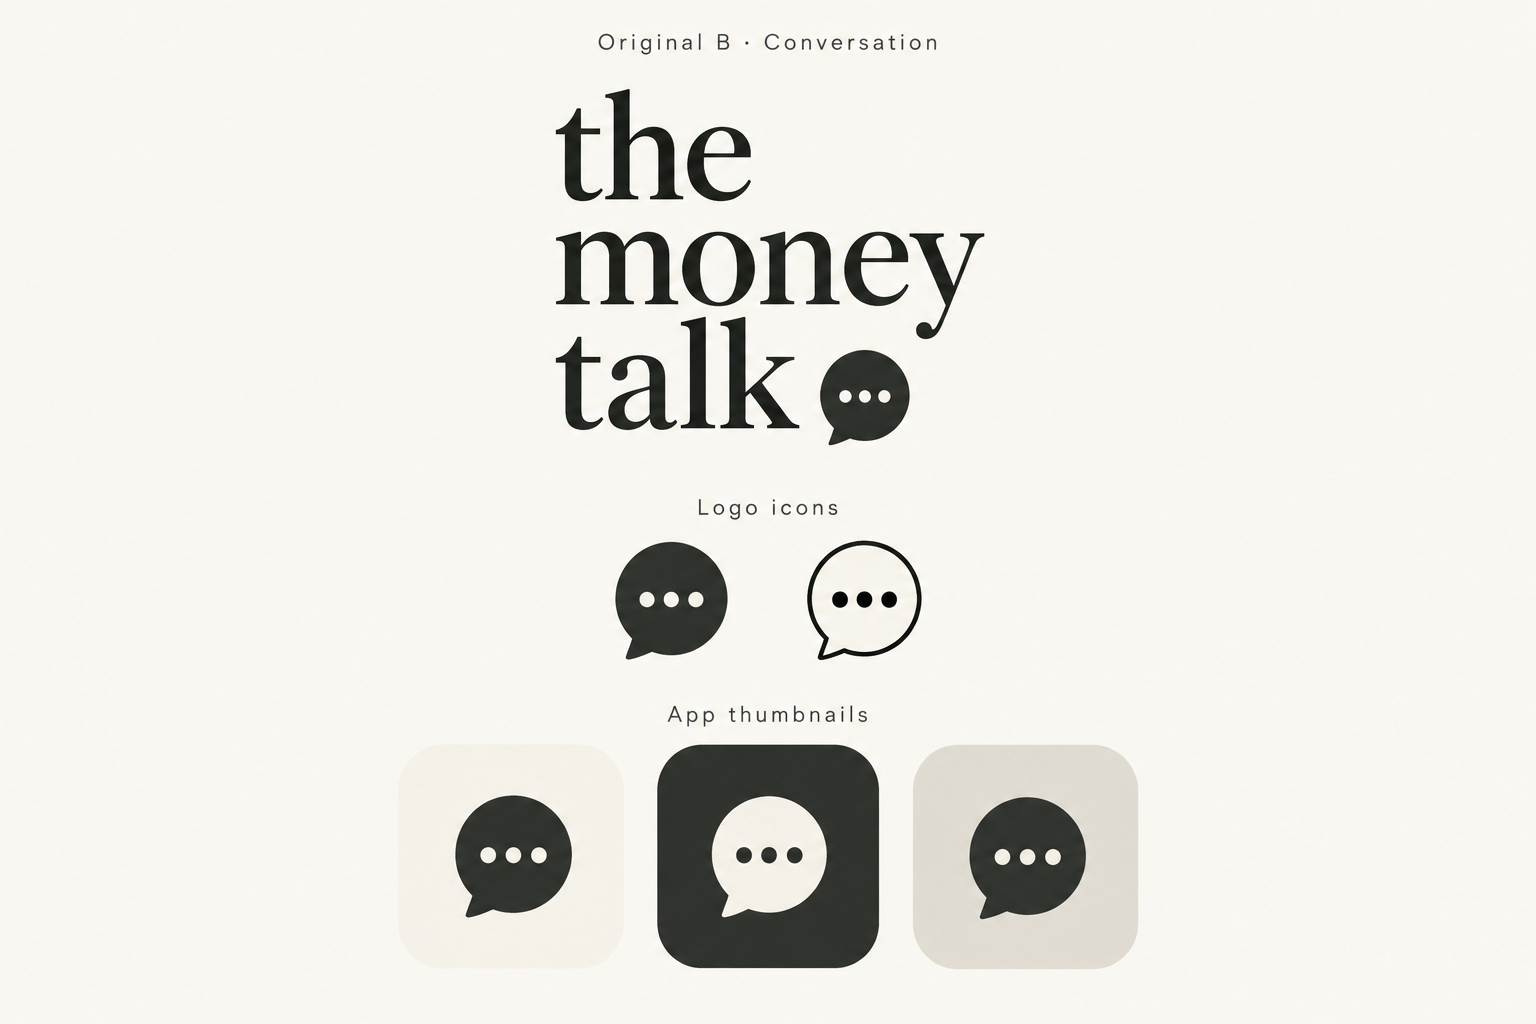 Original B · Conversation
the
money
talk
Logo icons
App thumbnails